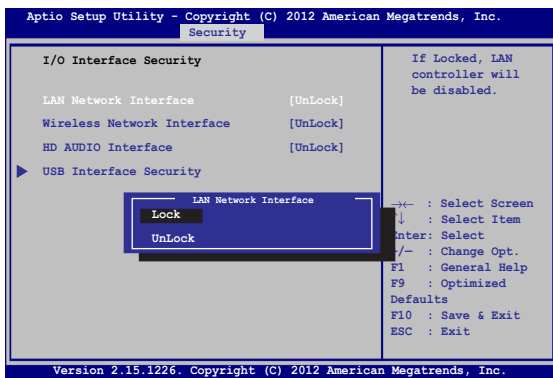 Aptio Setup Utility - Copyright (C) 2012 American Megatrends, Inc.
Security
I/O Interface Security
LAN Network Interface [UnLock]
Wireless Network Interface [UnLock]
HD AUDIO Interface [UnLock]
USB Interface Security
LAN Network Interface
Lock
UnLock
If Locked, LAN
controller will
be disabled.
→← : Select Screen
↑↓ : Select Item
Enter: Select
+/— : Change Opt.
F1 : General Help
F9 : Optimized
Defaults
F10 : Save & Exit
ESC : Exit
Version 2.15.1226. Copyright (C) 2012 American Megatrends, Inc.